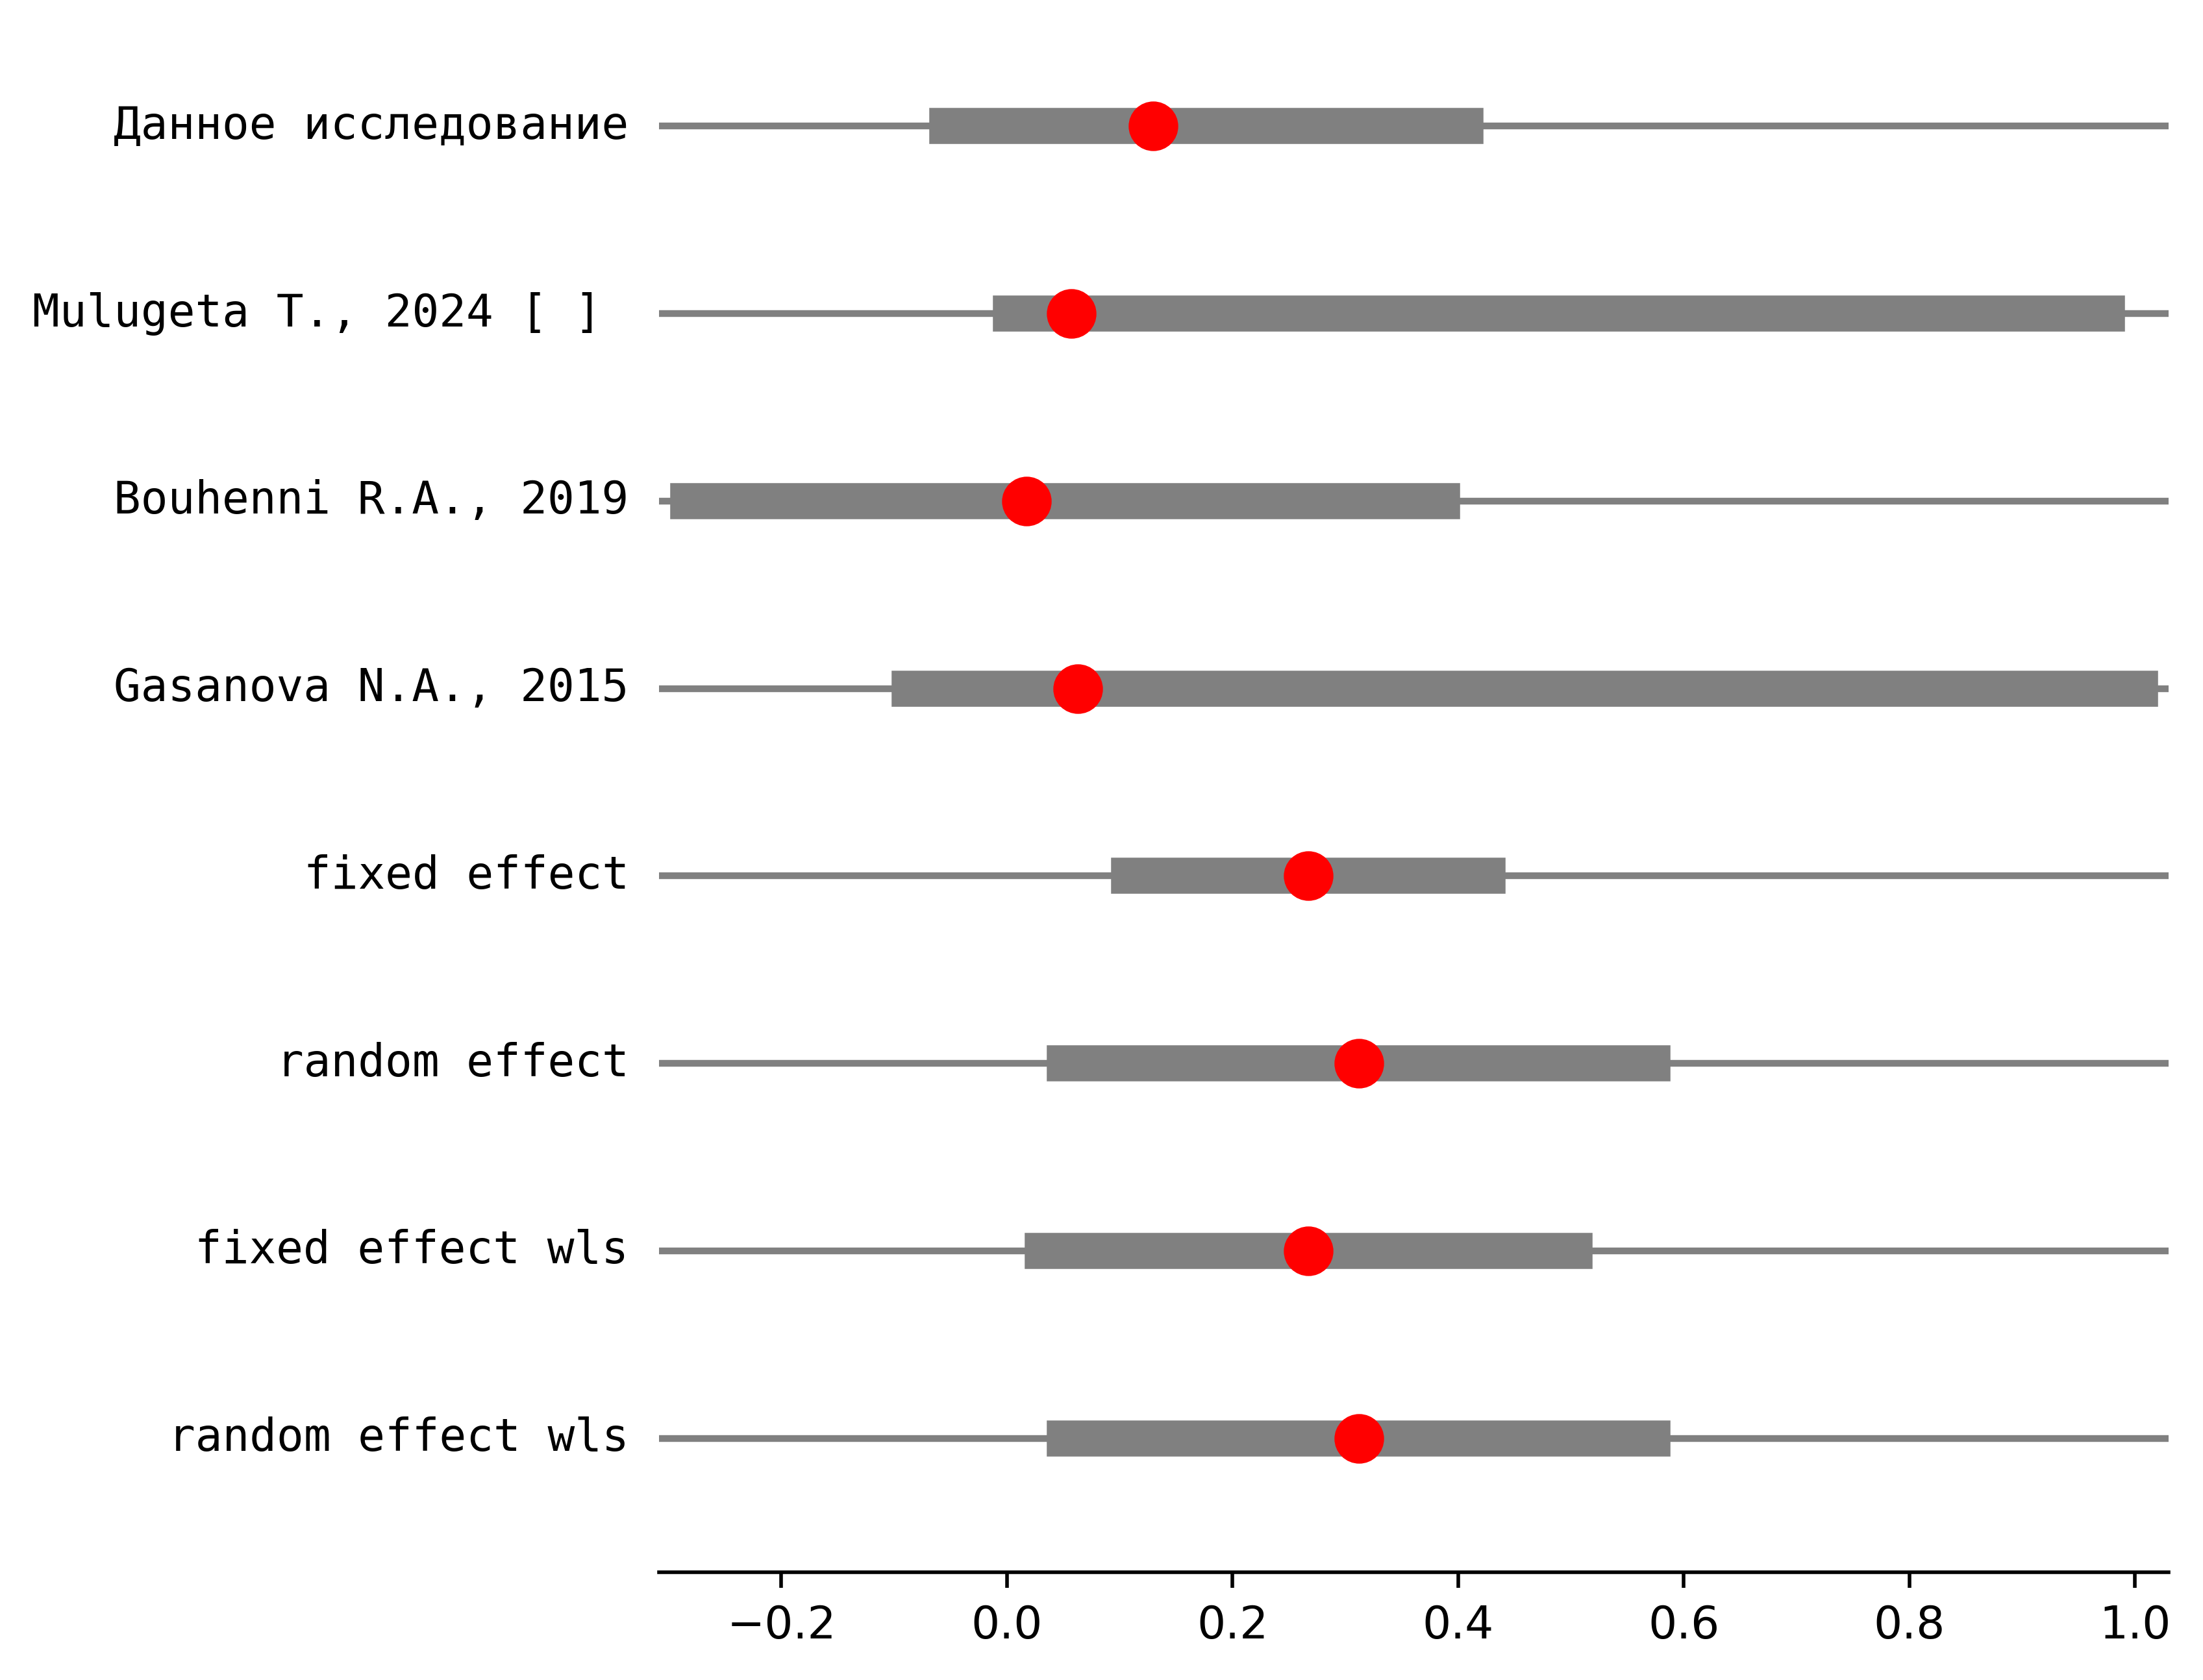 Данное исследование
Mulugeta T., 2024 [ ]
Bouhenni R.A., 2019
Gasanova N.A., 2015
fixed effect
random effect
fixed effect wls
random effect wls
−0.2 0.0 0.2 0.4 0.6 0.8 1.0